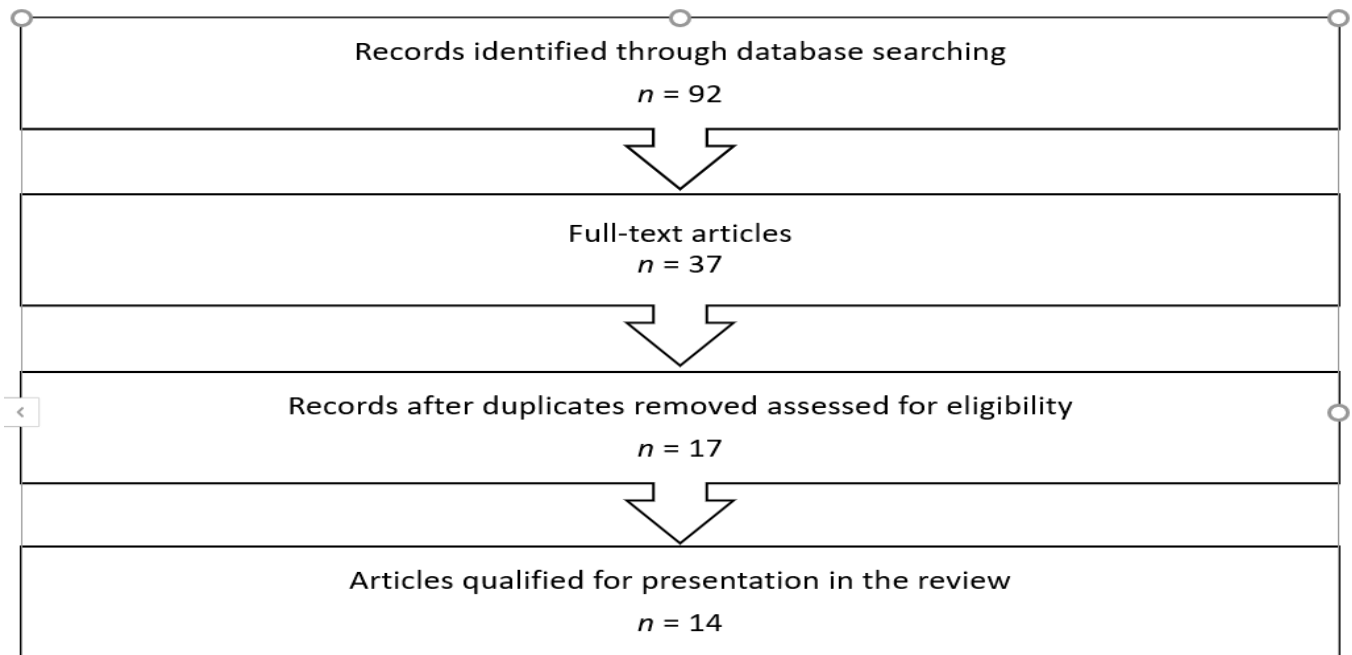 Records identified through database searching
n = 92
Full-text articles
n = 37
Records after duplicates removed assessed for eligibility
n = 17
Articles qualified for presentation in the review
n = 14